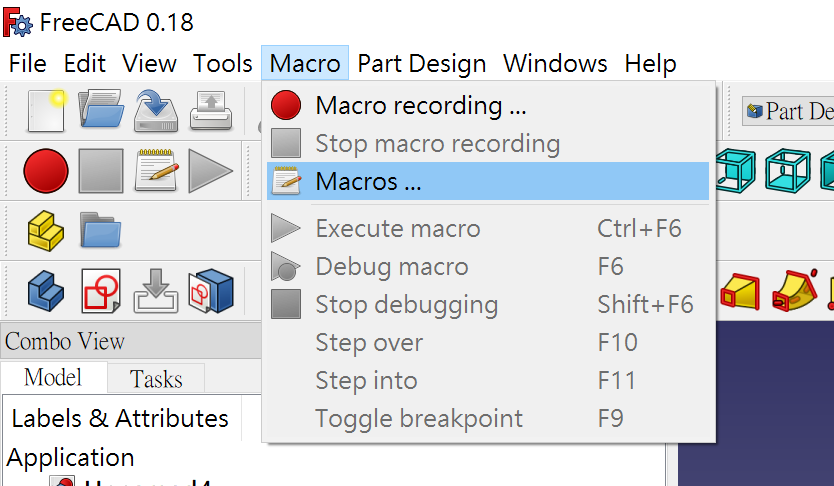 FreeCAD 0.18
File Edit View Tools Macro Part Design Windows Help
Macro recording ...
Stop macro recording
Macros ...
Execute macro Ctrl+F6
Debug macro F6
Stop debugging Shift+F6
Step over F10
Step into F11
Toggle breakpoint F9
Part De
Combo View
Model Tasks
Labels & Attributes
Application